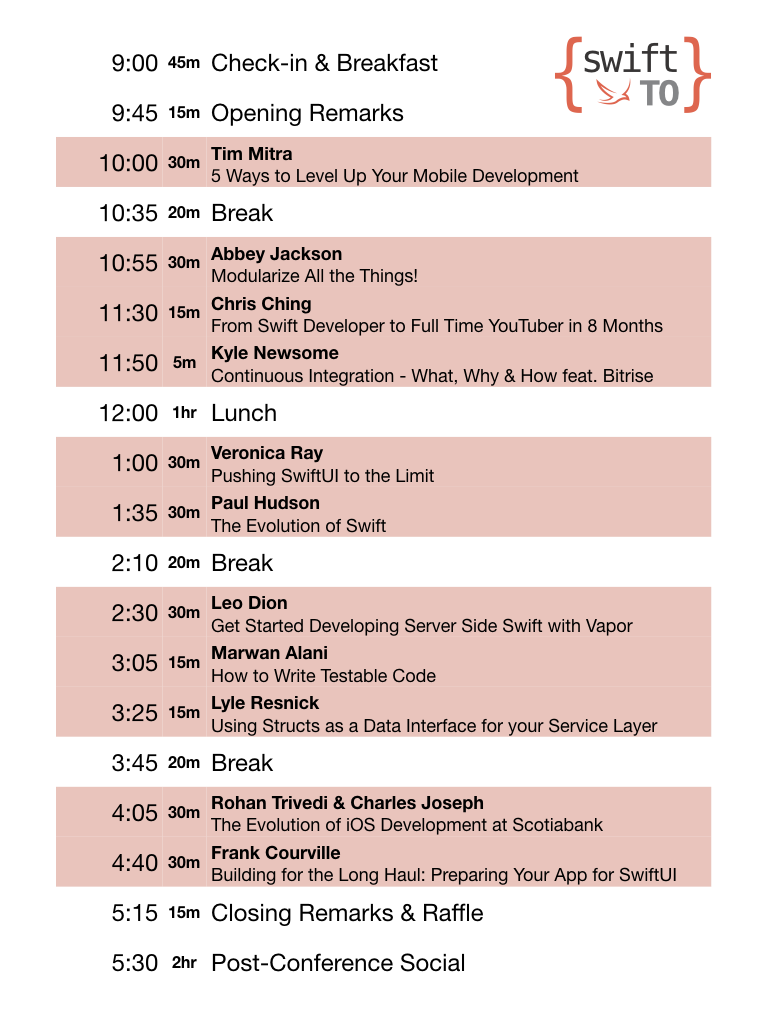 {swift
TO}
9:00 45m Check-in & Breakfast
9:45 15m Opening Remarks
10:00 30m Tim Mitra
5 Ways to Level Up Your Mobile Development
10:35 20m Break
10:55 30m Abbey Jackson
Modularize All the Things!
11:30 15m Chris Ching
From Swift Developer to Full Time YouTuber in 8 Months
11:50 5m Kyle Newsome
Continuous Integration - What, Why & How feat. Bitrise
12:00 1hr Lunch
1:00 30m Veronica Ray
Pushing SwiftUI to the Limit
1:35 30m Paul Hudson
The Evolution of Swift
2:10 20m Break
2:30 30m Leo Dion
Get Started Developing Server Side Swift with Vapor
3:05 15m Marwan Alani
How to Write Testable Code
3:25 15m Lyle Resnick
Using Structs as a Data Interface for your Service Layer
3:45 20m Break
4:05 30m Rohan Trivedi & Charles Joseph
The Evolution of iOS Development at Scotiabank
4:40 30m Frank Courville
Building for the Long Haul: Preparing Your App for SwiftUI
5:15 15m Closing Remarks & Raffle
5:30 2hr Post-Conference Social